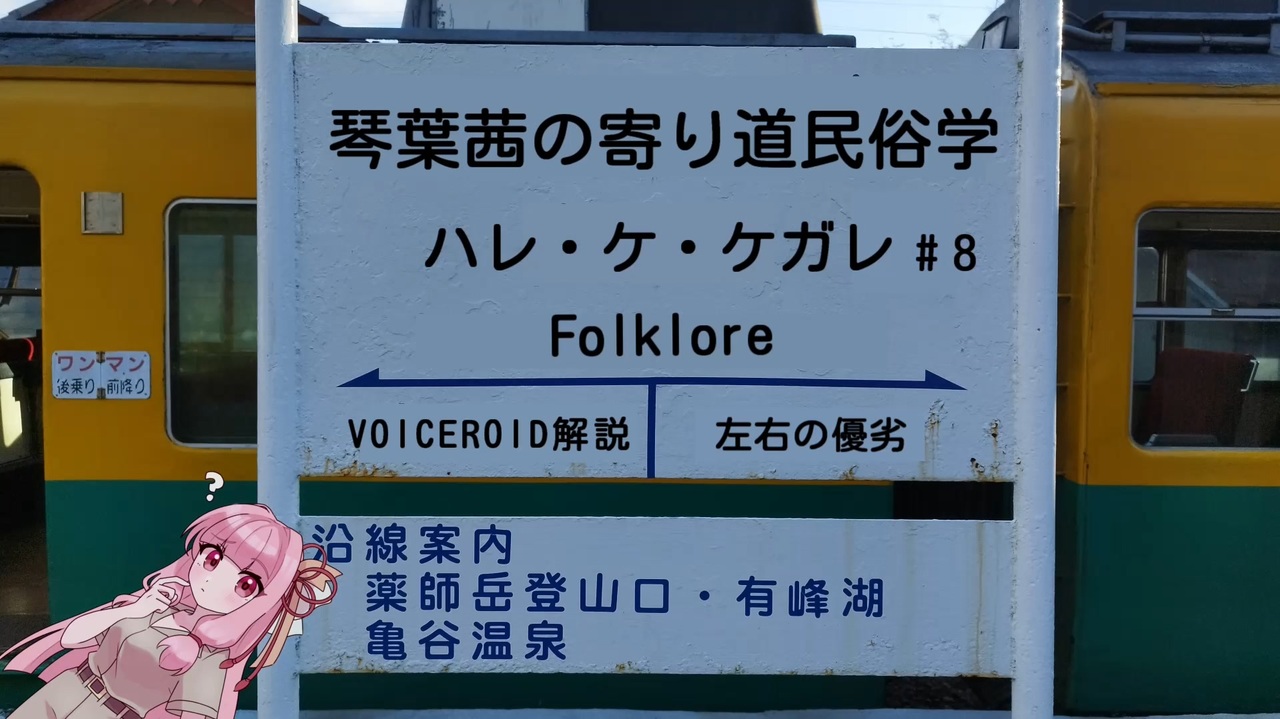 琴葉茜の寄り道民俗学
ハレ・ケ・ケガレ #8
Folklore
VOICEROID解説
左右の優劣
ワンマン
後乗り 前降り
?
沿線案内
薬師岳登山口・有峰湖
亀谷温泉